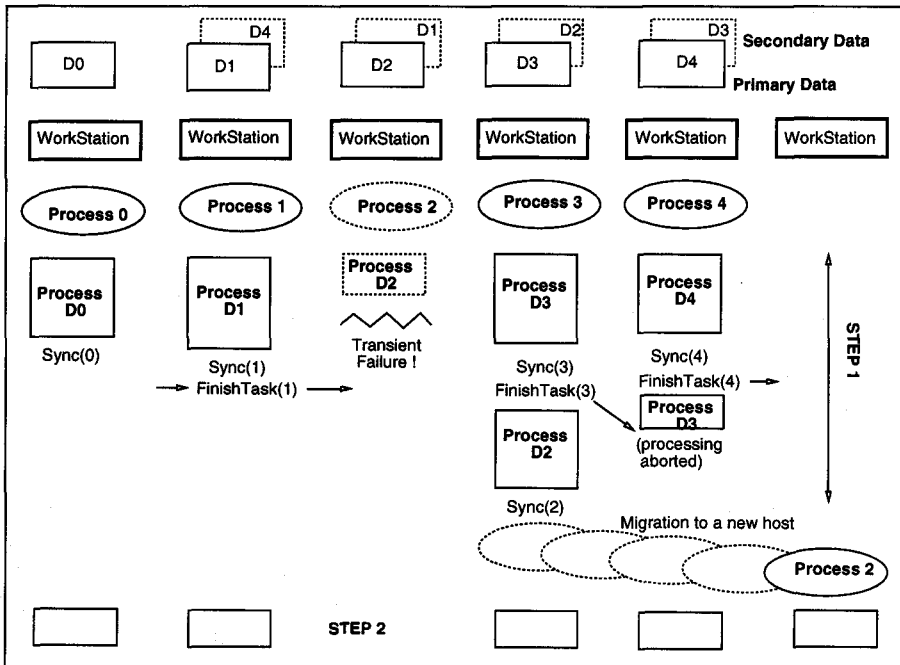 D0
D4
D1
D1
D2
D2
D3
D3
D4
Secondary Data
Primary Data
WorkStation
WorkStation
WorkStation
WorkStation
WorkStation
WorkStation
Process 0
Process 1
Process 2
Process 3
Process 4
Process
D0
Sync(0)
Process
D1
Sync(1)
FinishTask(1)
Process
D2
Transient
Failure !
Process
D3
Sync(3)
FinishTask(3)
Process
D2
Sync(2)
Process
D4
Sync(4)
FinishTask(4)
Process
D3
(processing
aborted)
STEP 1
Migration to a new host
Process 2
STEP 2